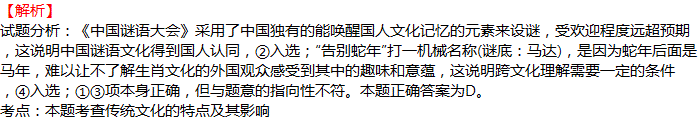 【解析】
试题分析：《中国谜语大会》采用了中国独有的能唤醒国人文化记忆的元素来设谜，受欢迎程度远超预期
，这说明中国谜语文化得到国人认同，②入选；“告别蛇年”打一机械名称(谜底：马达)，是因为蛇年后面是
马年，难以让不了解生肖文化的外国观众感受到其中的趣味和意蕴，这说明跨文化理解需要一定的条件
，④入选；①③项本身正确，但与题意的指向性不符。本题正确答案为D。
考点：本题考查传统文化的特点及其影响